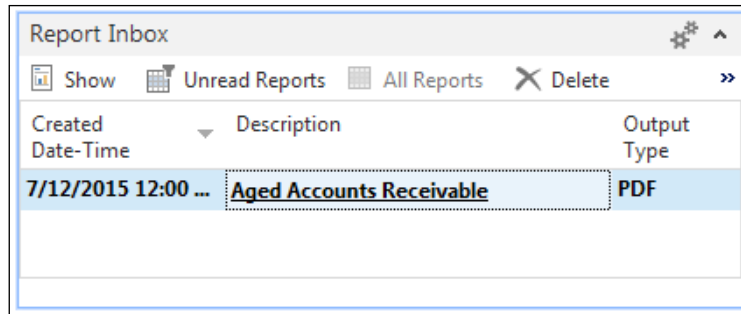 Report Inbox
Show Unread Reports All Reports Delete »
Created Date-Time Description Output Type
7/12/2015 12:00 ... Aged Accounts Receivable PDF